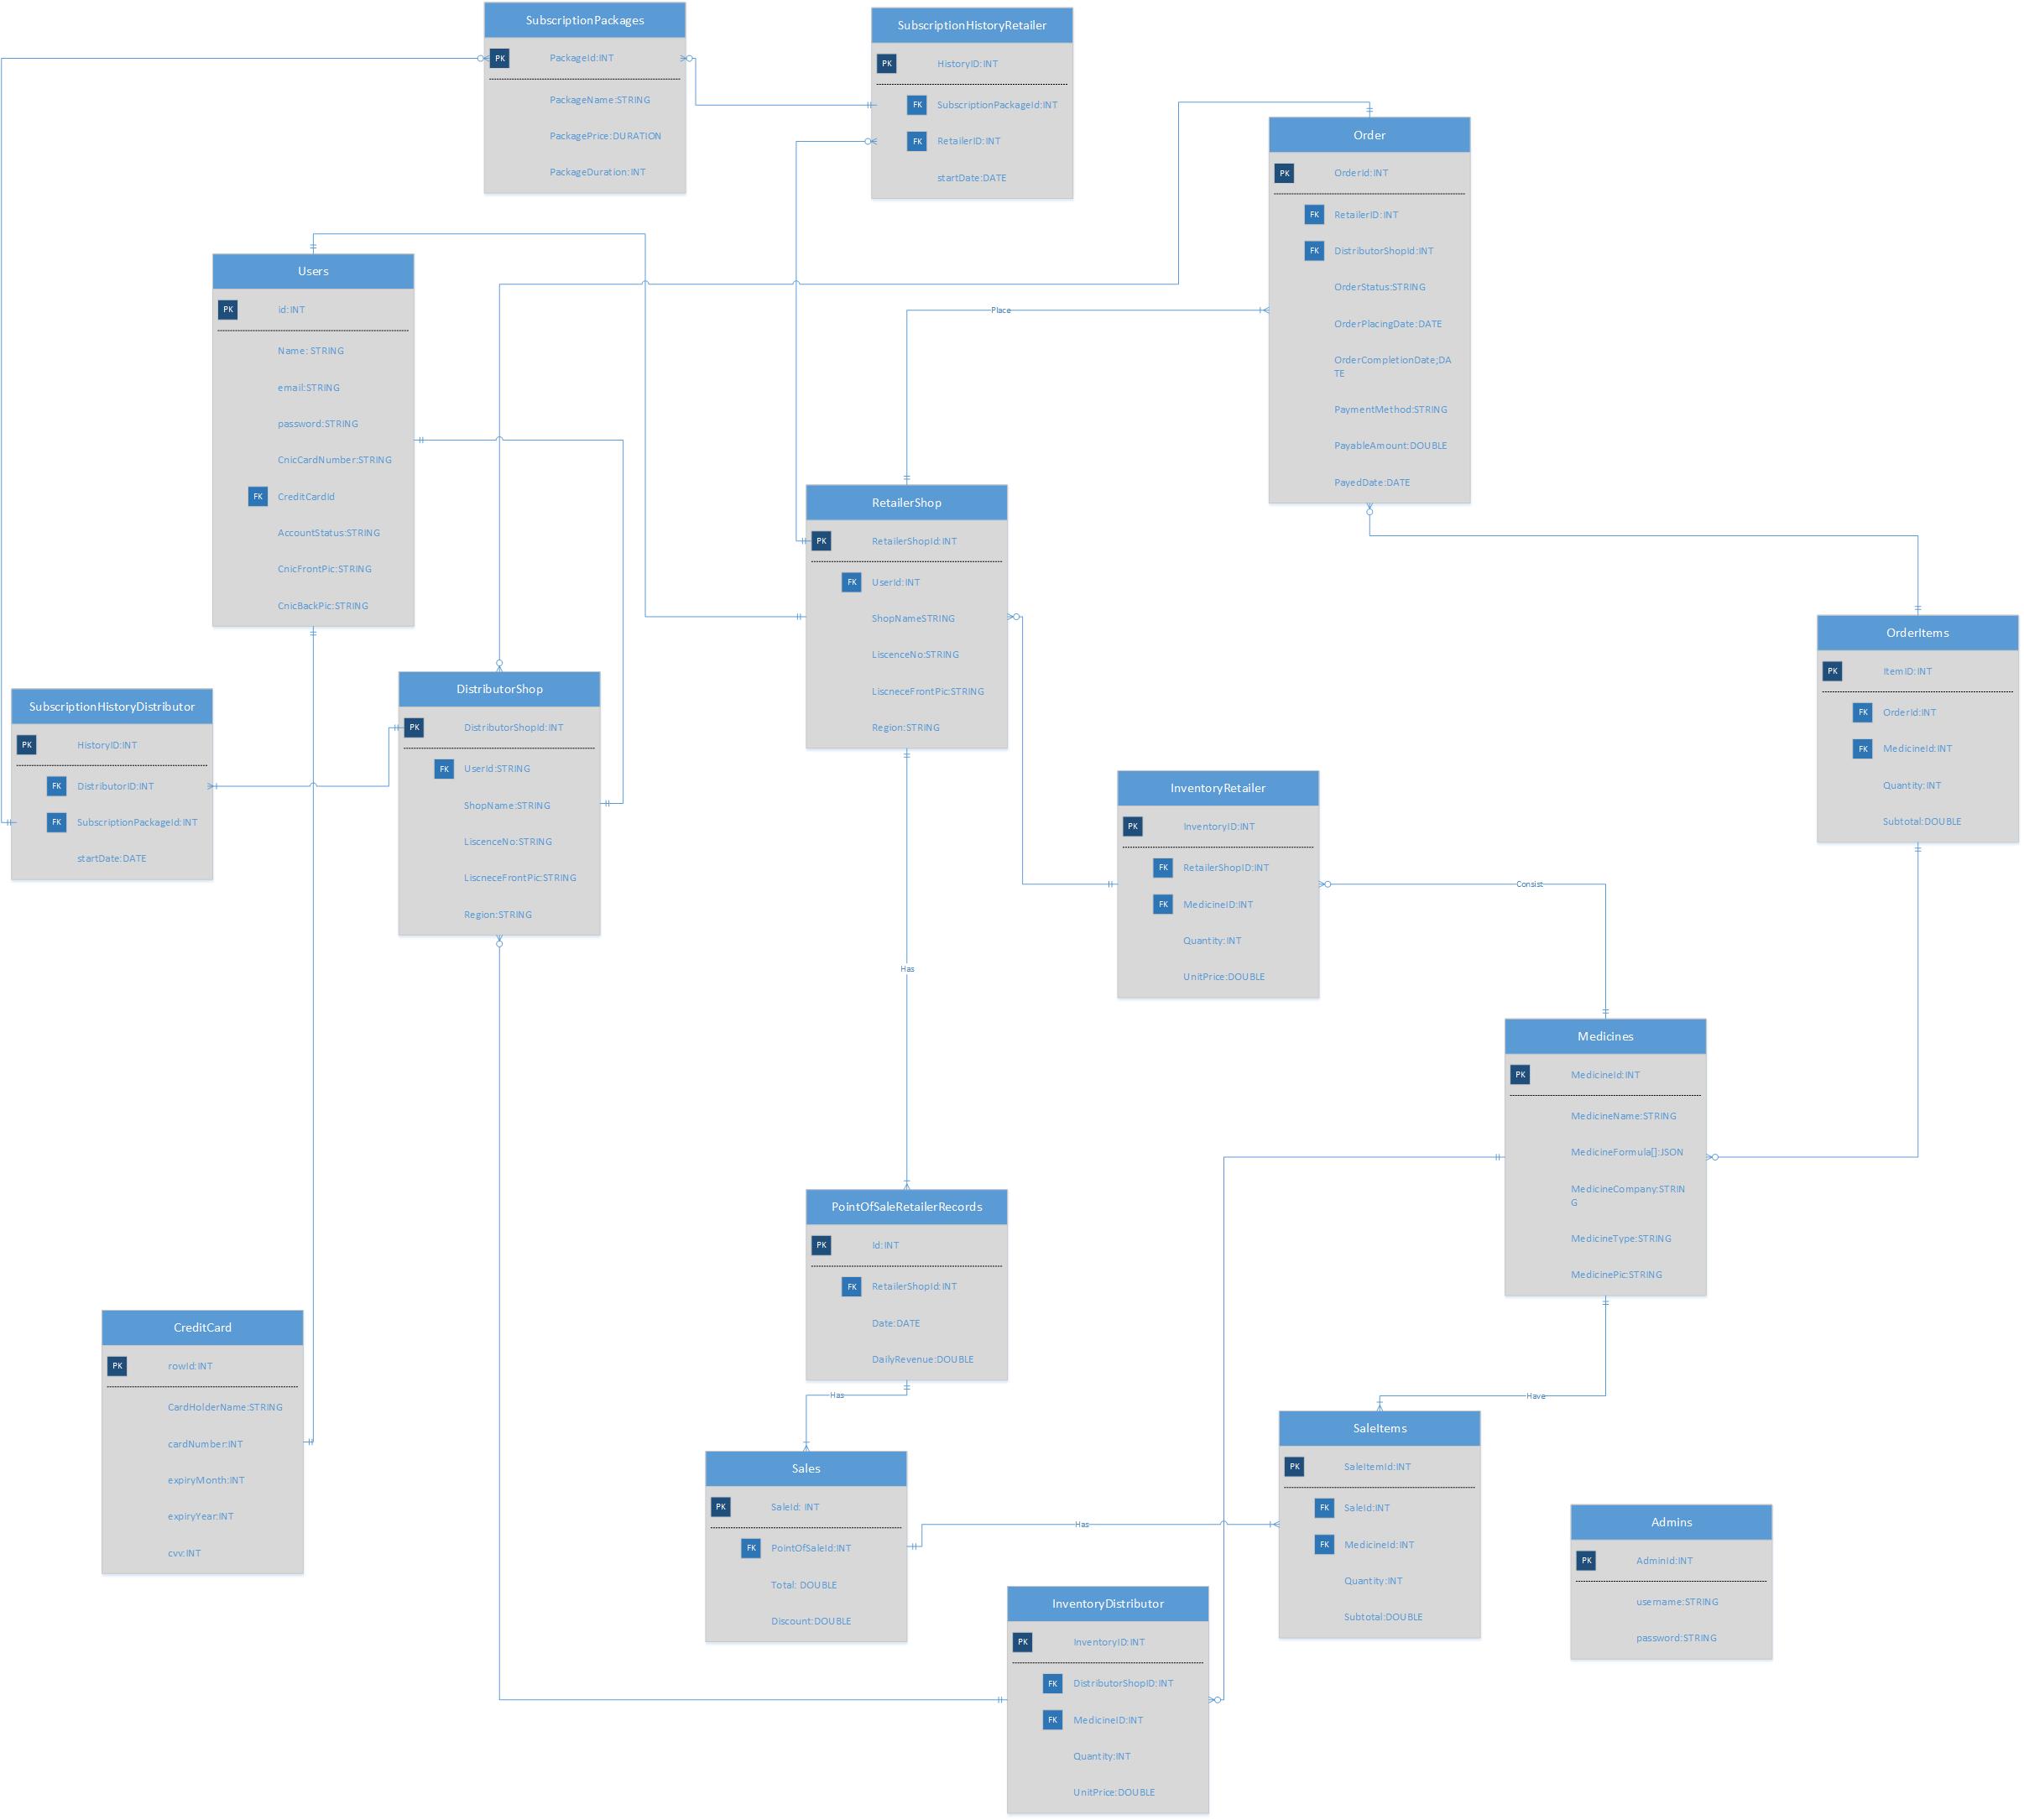 SubscriptionPackages
PK PackageId:INT
PackageName:STRING
PackagePrice:DURATION
PackageDuration:INT
SubscriptionHistoryRetailer
PK HistoryID:INT
FK SubscriptionPackageId:INT
FK RetailerID:INT
startDate:DATE
Order
PK OrderId:INT
FK RetailerID:INT
FK DistributorShopId:INT
OrderStatus:STRING
OrderPlacingDate:DATE
OrderCompletionDate;DA
TE
PaymentMethod:STRING
PayableAmount:DOUBLE
PayedDate:DATE
Users
PK id:INT
Name: STRING
email:STRING
password:STRING
CnicCardNumber:STRING
FK CreditCardId
AccountStatus:STRING
CnicFrontPic:STRING
CnicBackPic:STRING
Place
RetailerShop
PK RetailerShopId:INT
FK UserId:INT
ShopNameSTRING
LiscenceNo:STRING
LiscneceFrontPic:STRING
Region:STRING
OrderItems
PK ItemID:INT
FK OrderId:INT
FK MedicineId:INT
Quantity:INT
Subtotal:DOUBLE
SubscriptionHistoryDistributor
PK HistoryID:INT
FK DistributorID:INT
FK SubscriptionPackageId:INT
startDate:DATE
DistributorShop
PK DistributorShopId:INT
FK UserId:STRING
ShopName:STRING
LiscenceNo:STRING
LiscneceFrontPic:STRING
Region:STRING
InventoryRetailer
PK InventoryID:INT
FK RetailerShopID:INT
FK MedicineID:INT
Quantity:INT
UnitPrice:DOUBLE
Consist
Has
Medicines
PK MedicineId:INT
MedicineName:STRING
MedicineFormula[]:JSON
MedicineCompany:STRIN
G
MedicineType:STRING
MedicinePic:STRING
PointOfSaleRetailerRecords
PK Id:INT
FK RetailerShopId:INT
Date:DATE
DailyRevenue:DOUBLE
CreditCard
PK rowId:INT
CardHolderName:STRING
cardNumber:INT
expiryMonth:INT
expiryYear:INT
cvv:INT
Has
Have
Sales
PK SaleId: INT
FK PointOfSaleId:INT
Total: DOUBLE
Discount:DOUBLE
Has
SaleItems
PK SaleItemId:INT
FK SaleId:INT
FK MedicineId:INT
Quantity:INT
Subtotal:DOUBLE
Admins
PK AdminId:INT
username:STRING
password:STRING
InventoryDistributor
PK InventoryID:INT
FK DistributorShopID:INT
FK MedicineID:INT
Quantity:INT
UnitPrice:DOUBLE